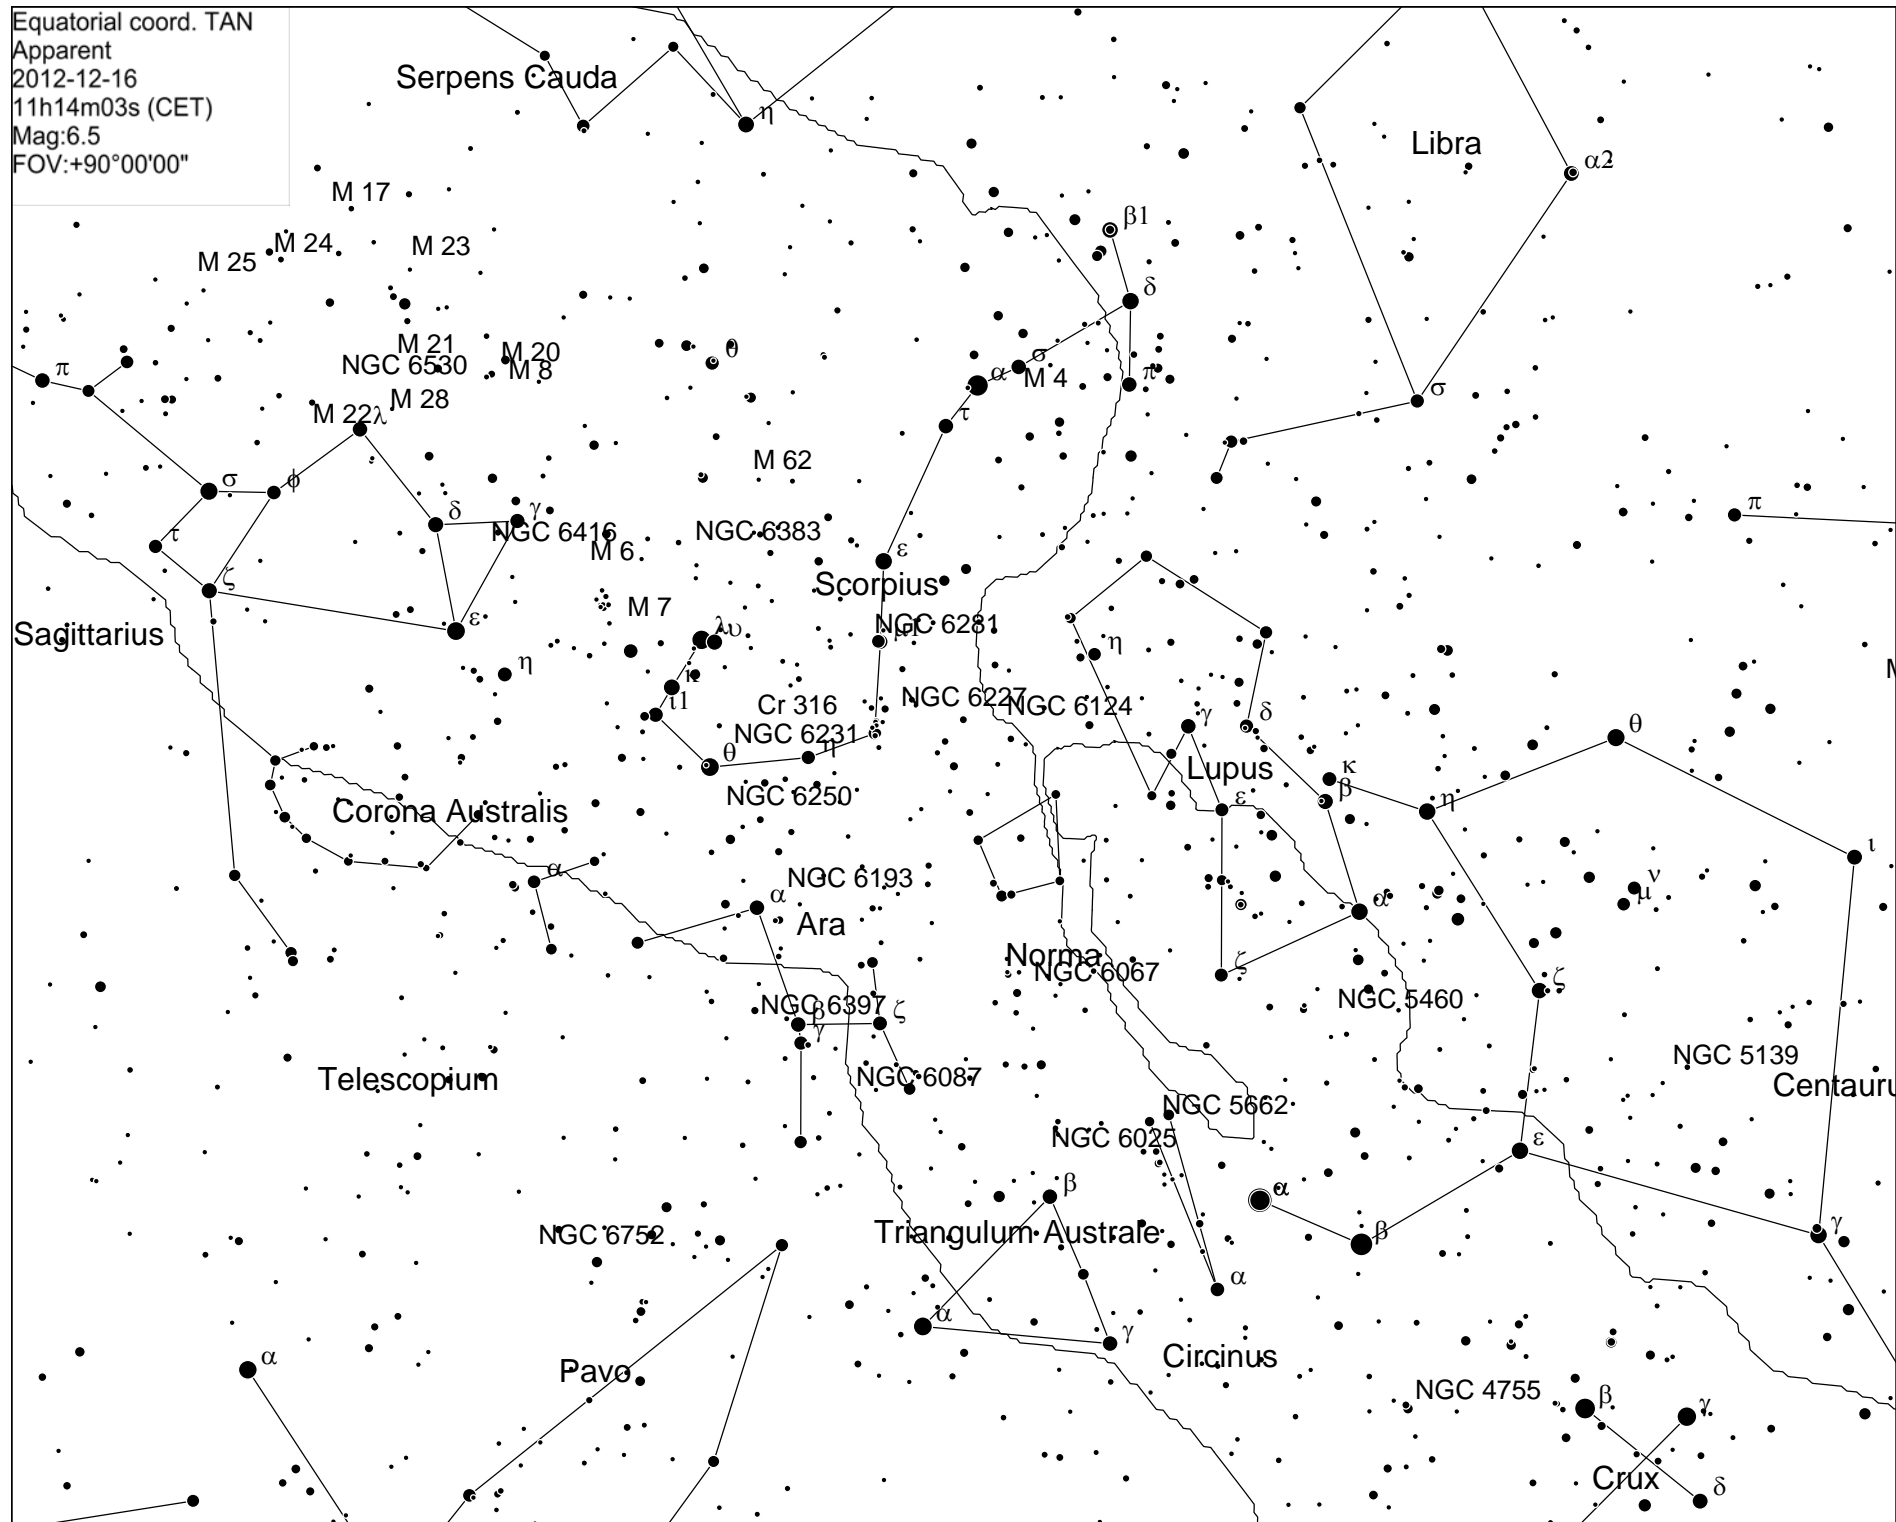 Equatorial coord. TAN
Apparent
2012-12-16
11h14m03s (CET)
Mag:6.5
FOV:+90°00'00"
Serpens Cauda
η
Libra
α2
M 17
β1
M 24
M 23
M 25
δ
M 21
M 20
θ
σ
NGC 6530
M 8
α
M 4
π
π
M 28
σ
M 22
λ
τ
M 62
σ
φ
π
δ
γ
NGC 6416
NGC 6383
τ
M 6
ε
ζ
Scorpius
M 7
NGC 6281
μ1
Sagittarius
ε
λ
υ
η
η
κ
ι1
Cr 316
NGC 6227
NGC 6124
γ
δ
θ
NGC 6231
θ
η
Lupus
κ
β
NGC 6250
ε
η
Corona Australis
ι
α
NGC 6193
α
α
ν
μ
Ara
Norma
NGC 6067
ζ
ζ
NGC 5460
NGC 6397
β
ζ
γ
NGC 5139
Telescopium
NGC 6087
Centauru
NGC 5662
NGC 6025
ε
β
α
NGC 6752
Triangulum Australe
β
γ
α
α
γ
Circinus
α
Pavo
NGC 4755
β
γ
Crux
δ